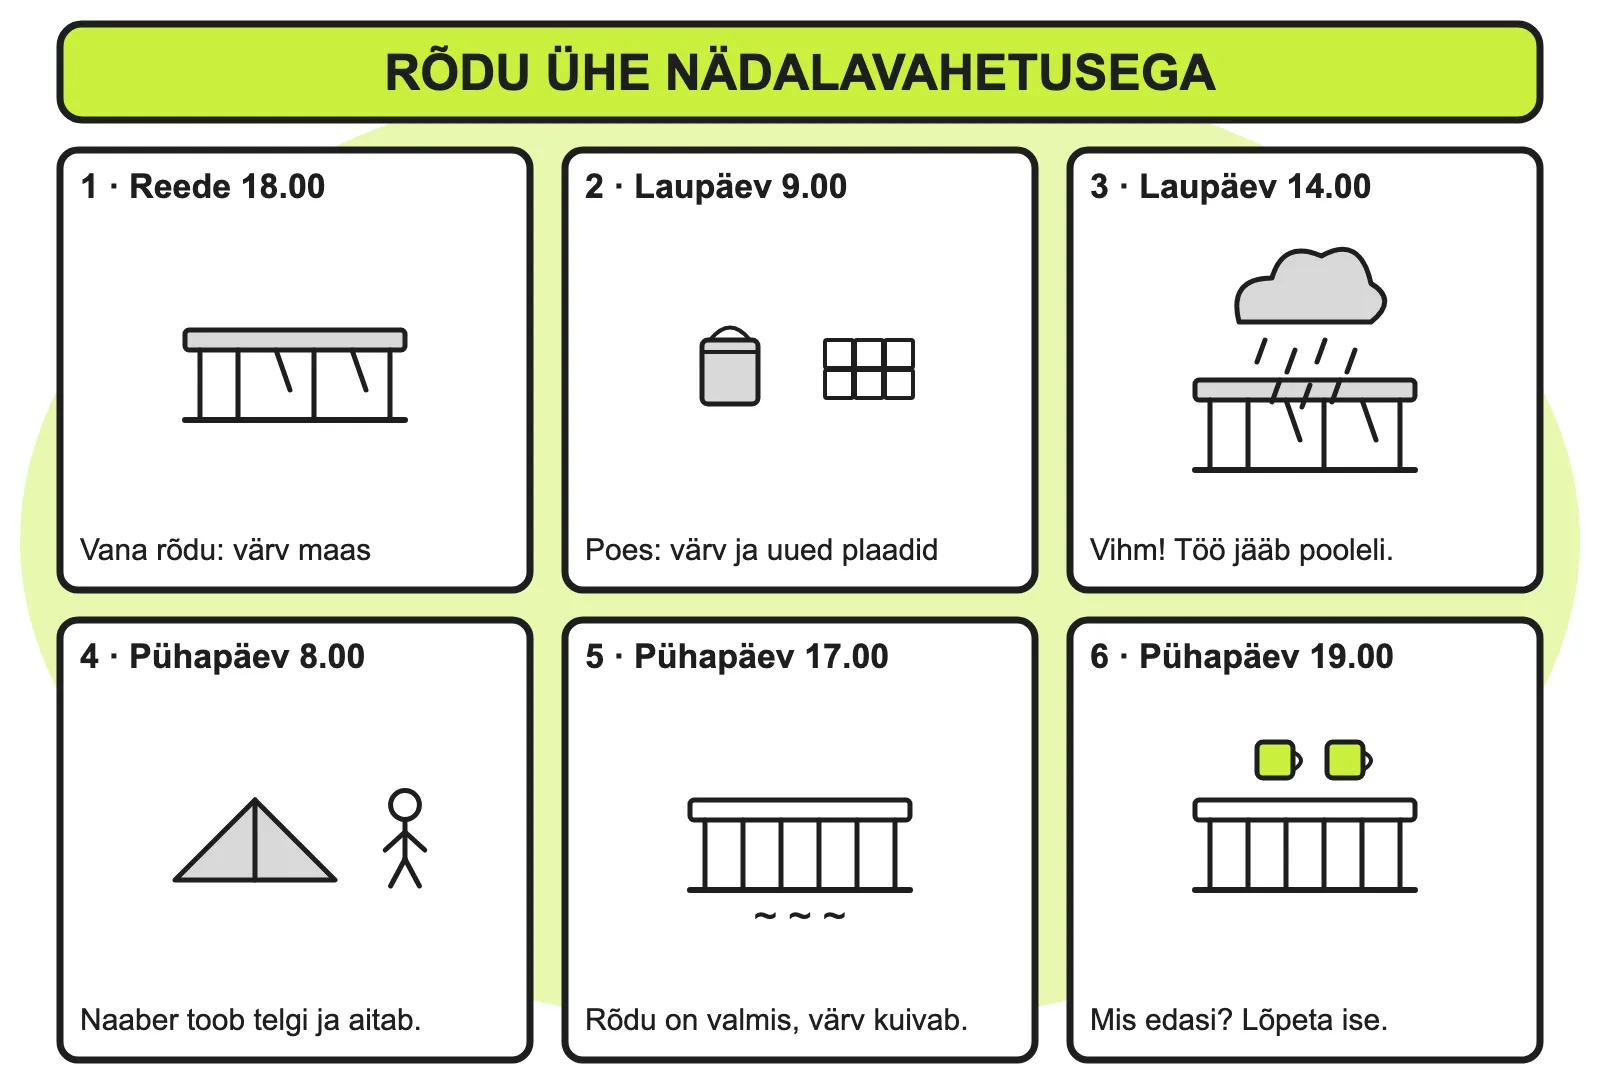 RÕDU ÜHE NÄDALAVAHETUSEGA
1 · Reede 18.00
Vana rõdu: värv maas
2 · Laupäev 9.00
Poes: värv ja uued plaadid
3 · Laupäev 14.00
Vihm! Töö jääb pooleli.
4 · Pühapäev 8.00
Naaber toob telgi ja aitab.
5 · Pühapäev 17.00
~ ~ ~
Rõdu on valmis, värv kuivab.
6 · Pühapäev 19.00
Mis edasi? Lõpeta ise.